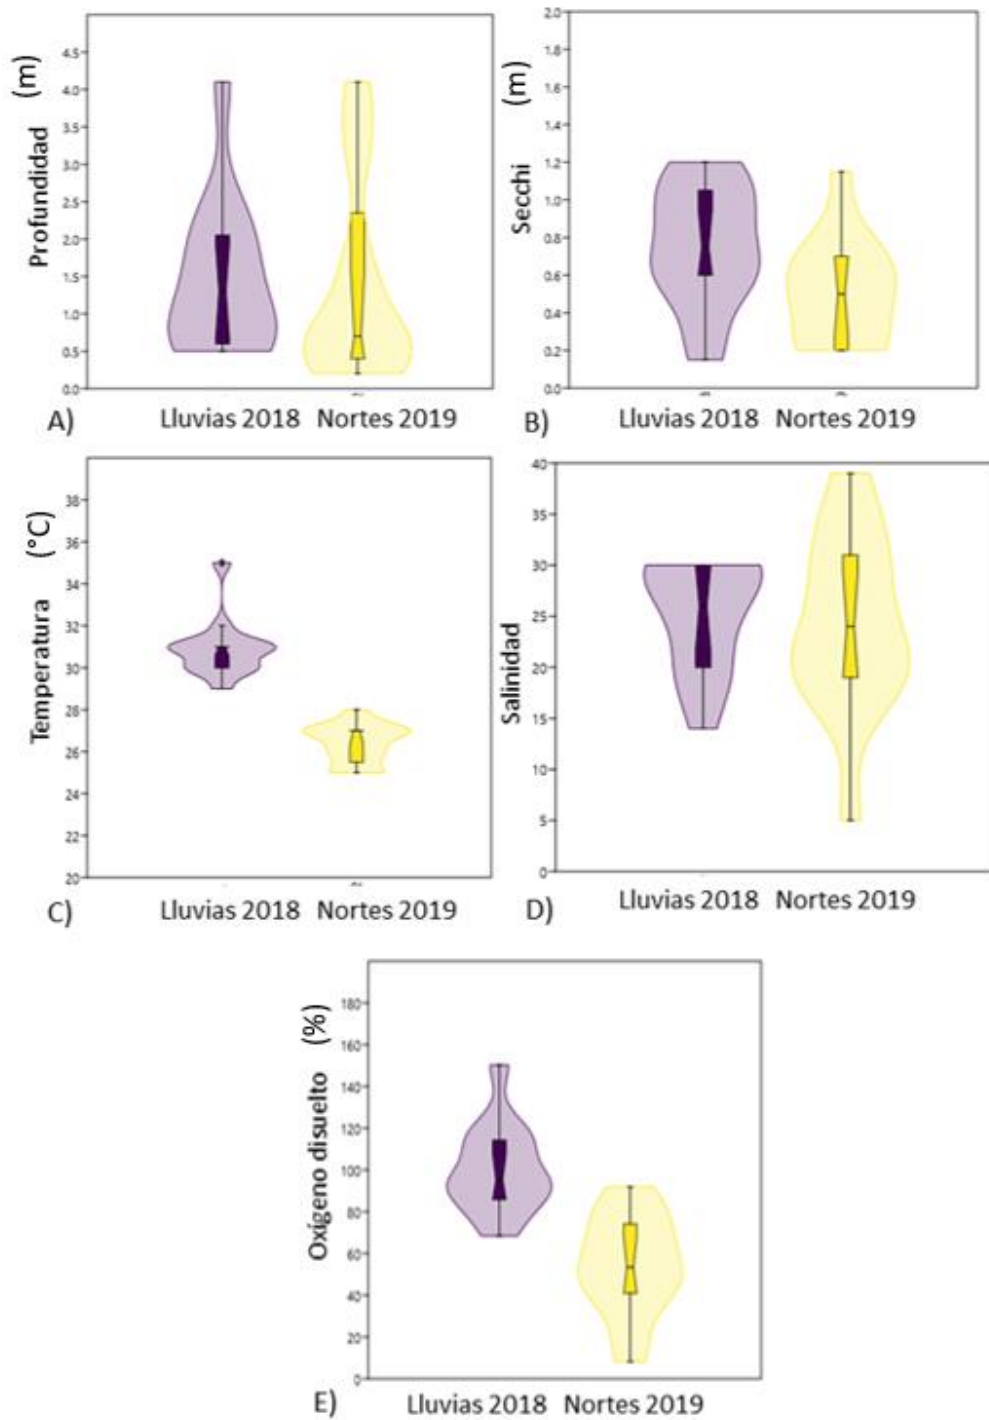 (m)
Profundidad
4.5
4.0
3.5
3.0
2.5
2.0
1.5
1.0
0.5
0.0
A)
Lluvias 2018 Nortes 2019
(m)
Secchi
2.0
1.8
1.6
1.4
1.2
1.0
0.8
0.6
0.4
0.2
0.0
B)
Lluvias 2018 Nortes 2019
(°C)
Temperatura
38
36
34
32
30
28
26
24
22
20
C)
Lluvias 2018 Nortes 2019
Salinidad
40
35
30
25
20
15
10
5
0
D)
Lluvias 2018 Nortes 2019
(%)
Oxígeno disuelto
180
160
140
120
100
80
60
40
20
0
E)
Lluvias 2018 Nortes 2019